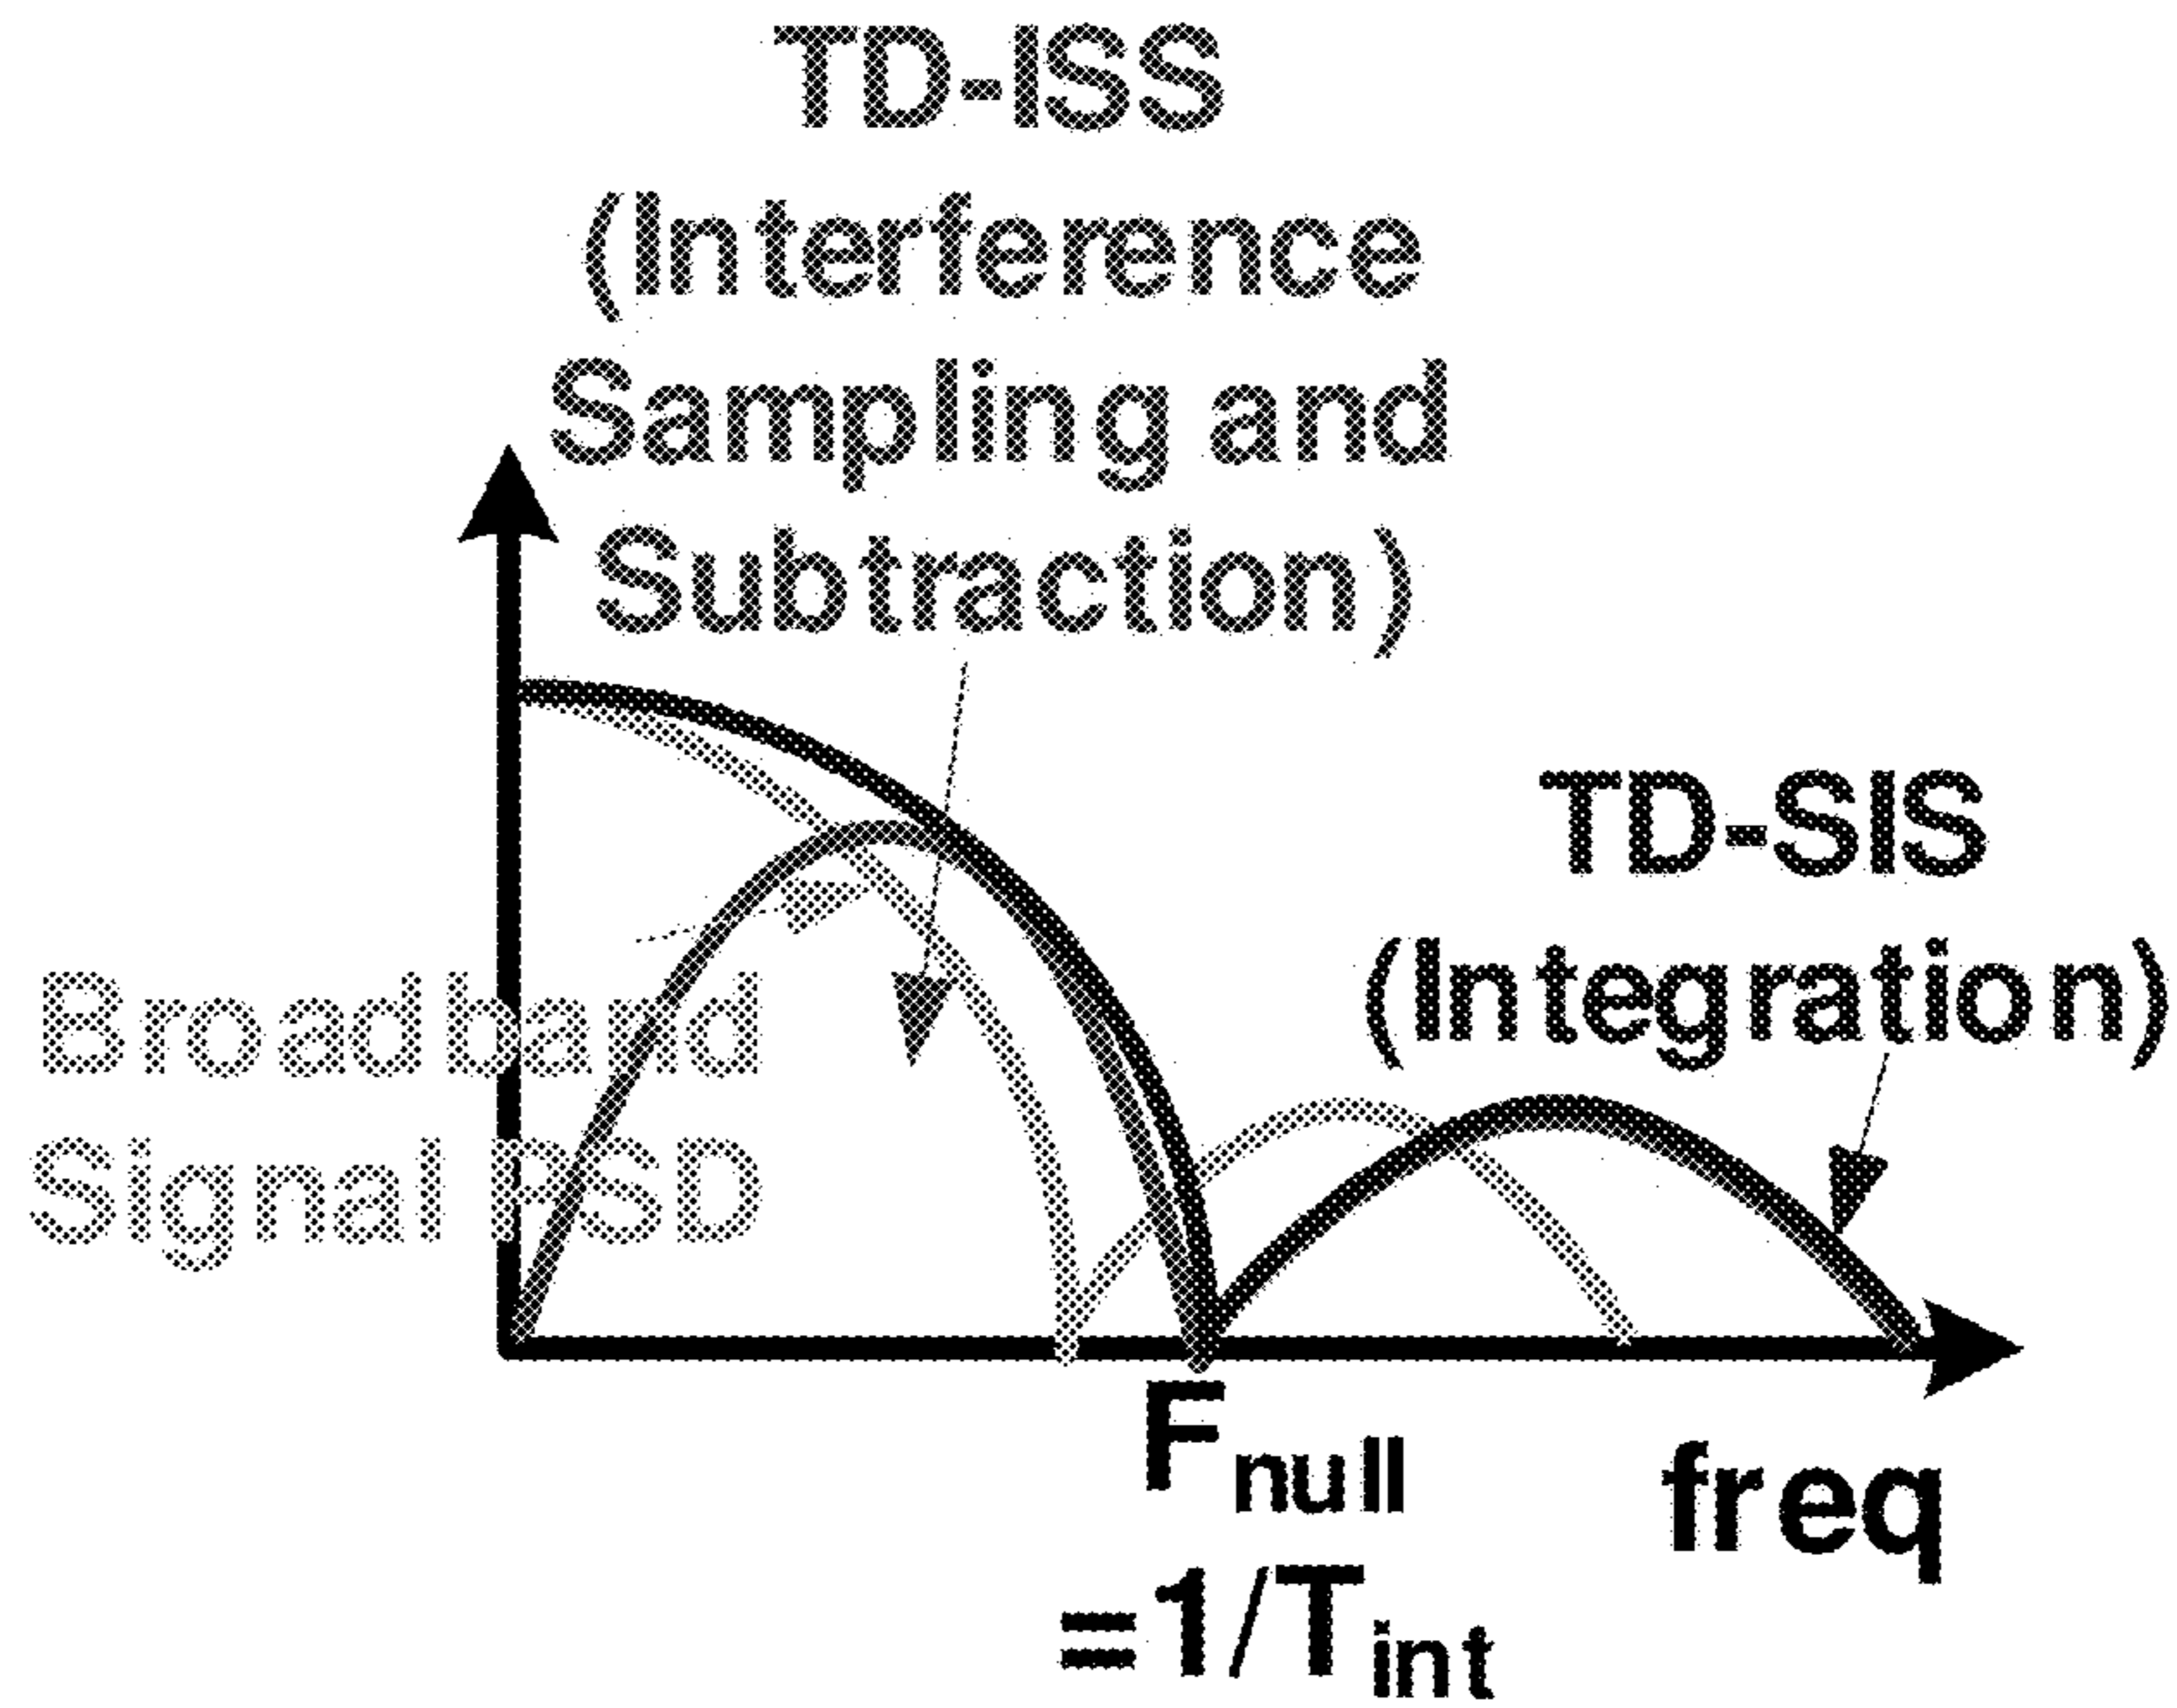 TD-ISS
(Interference
Sampling and
Subtraction)
TD-SIS
(Integration)
Broadband
Signal PSD
Fnull
=1/Tint
freq